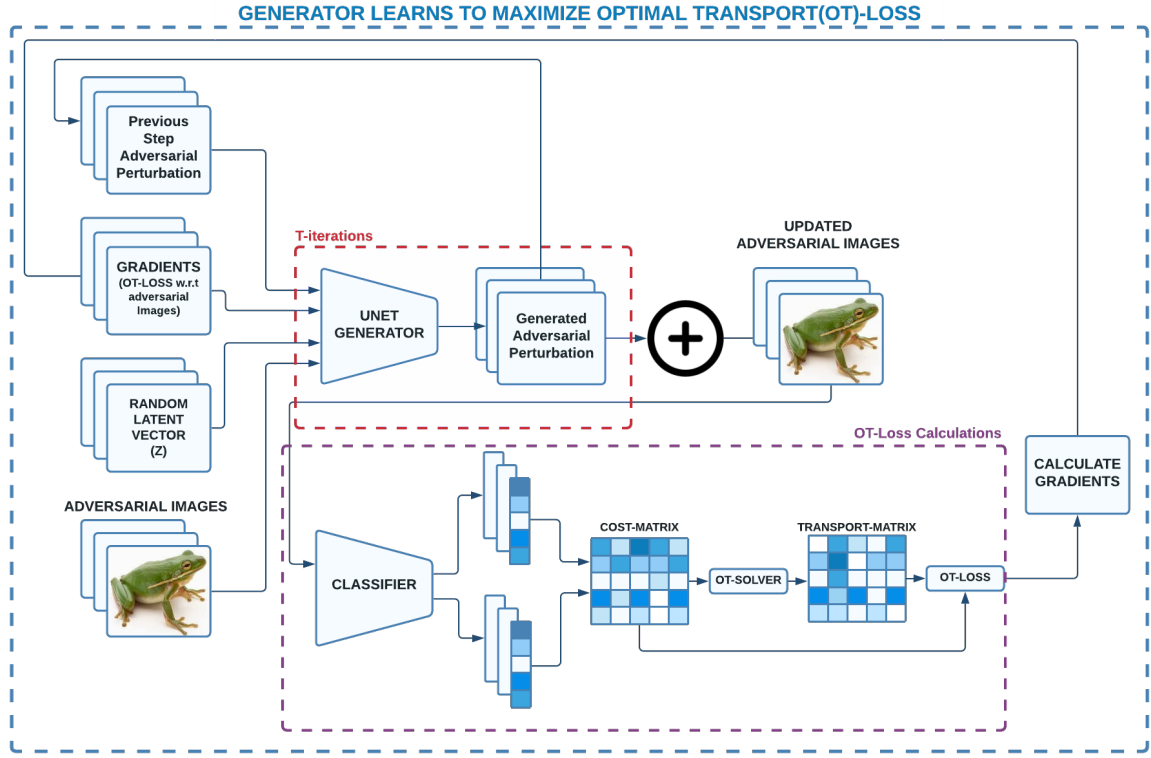 GENERATOR LEARNS TO MAXIMIZE OPTIMAL TRANSPORT(OT)-LOSS
Previous
Step
Adversarial
Perturbation
GRADIENTS
(OT-LOSS w.r.t
adversarial
Images)
RANDOM
LATENT
VECTOR
(Z)
ADVERSARIAL IMAGES
T-iterations
UNET
GENERATOR
Generated
Adversarial
Perturbation
UPDATED
ADVERSARIAL IMAGES
OT-Loss Calculations
CLASSIFIER
COST-MATRIX
OT-SOLVER
TRANSPORT-MATRIX
OT-LOSS
CALCULATE
GRADIENTS